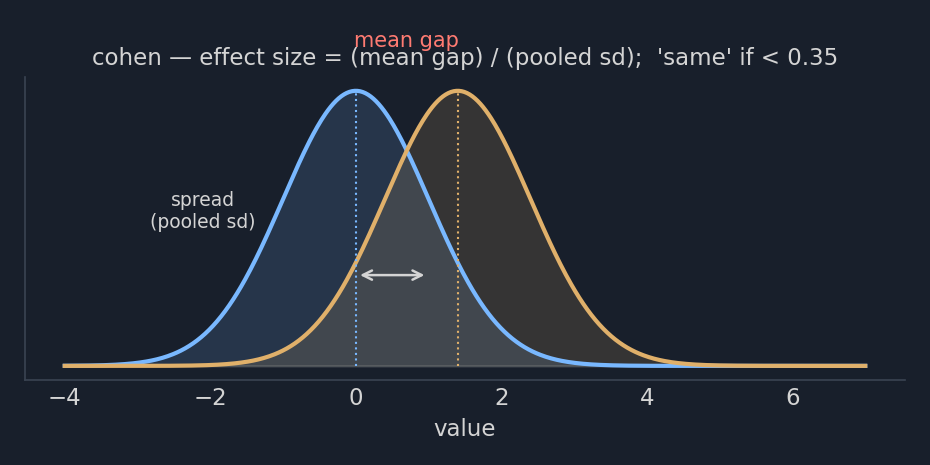 mean gap
cohen — effect size = (mean gap) / (pooled sd);  'same' if < 0.35
spread
(pooled sd)
−4 −2 0 2 4 6
value